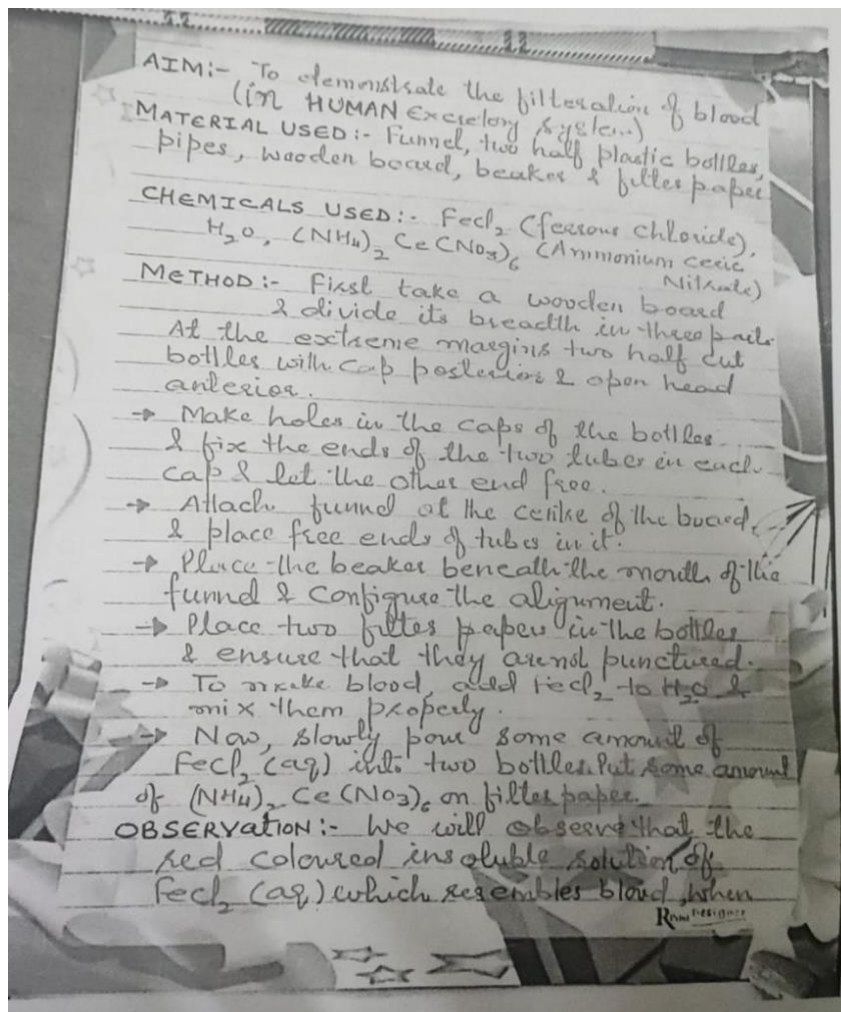 AIM:- To demonstrate the filteration of blood
(in HUMAN Excretory system)
MATERIAL USED:- Funnel, two half plastic bottles,
pipes, wooden board, beaker & filter paper
CHEMICALS USED:- Fecl2 (ferrous chloride),
H2O, (NH4)2 Ce(NO3)6 (Ammonium ceric
Nitrate)
METHOD:- First take a wooden board
& divide its breadth in three parts.
At the extreme margins two half cut
bottles with cap posterior & open head
anterior.
→ Make holes in the caps of the bottles
& fix the ends of the two tubes in each
cap & let the other end free.
→ Attach funnel at the centre of the board,
& place free ends of tubes in it.
→ Place the beaker beneath the mouth of the
funnel & configure the alignment.
→ Place two filter papers in the bottles
& ensure that they are not punctured.
→ To make blood, add Fecl2 to H2O &
mix them properly.
→ Now, slowly pour some amount of
Fecl2 (aq) into two bottles. Put some amount
of (NH4)2 Ce(NO3)6 on filter paper.
OBSERVATION:- We will observe that the
red coloured insoluble solution of
Fecl2 (aq) which resembles blood, when
DESIGNER